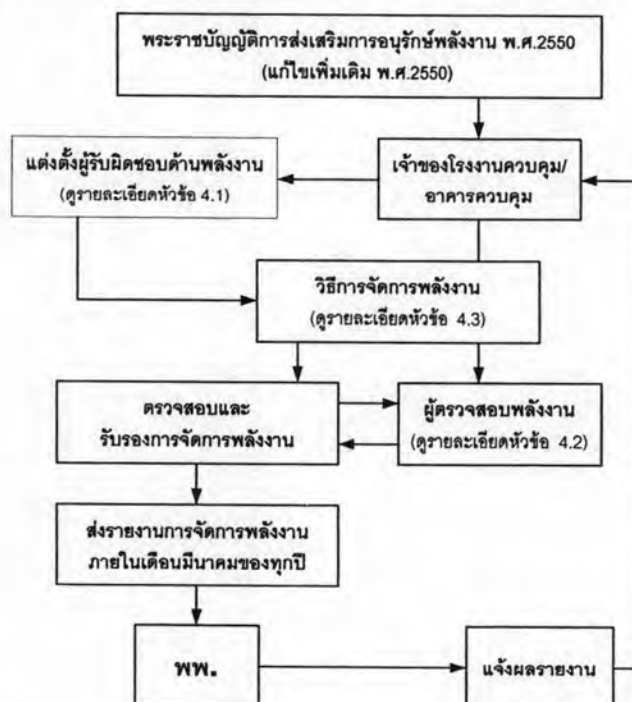 พระราชบัญญัติการส่งเสริมการอนุรักษ์พลังงาน พ.ศ.2550
(แก้ไขเพิ่มเติม พ.ศ.2550)
แต่งตั้งผู้รับผิดชอบด้านพลังงาน
(ดูรายละเอียดหัวข้อ 4.1)
เจ้าของโรงงานควบคุม/
อาคารควบคุม
วิธีการจัดการพลังงาน
(ดูรายละเอียดหัวข้อ 4.3)
ตรวจสอบและ
รับรองการจัดการพลังงาน
ผู้ตรวจสอบพลังงาน
(ดูรายละเอียดหัวข้อ 4.2)
ส่งรายงานการจัดการพลังงาน
ภายในเดือนมีนาคมของทุกปี
พพ.
แจ้งผลรายงาน